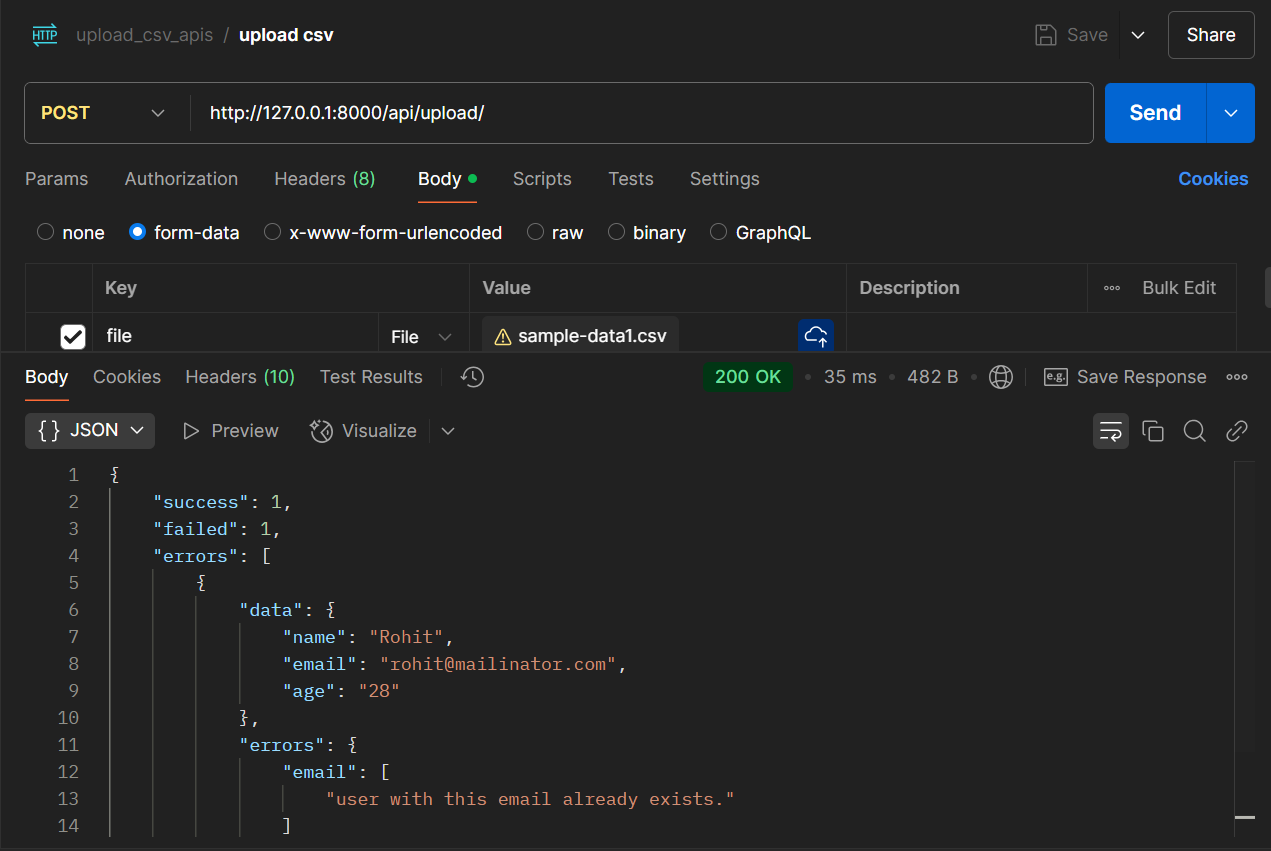 HTTP upload_csv_apis / upload csv Save Share
POST http://127.0.0.1:8000/api/upload/ Send
Params Authorization Headers (8) Body Scripts Tests Settings Cookies
none form-data x-www-form-urlencoded raw binary GraphQL
Key Value Description Bulk Edit
file File sample-data1.csv
Body Cookies Headers (10) Test Results 200 OK • 35 ms • 482 B • e.g. Save Response
{} JSON Preview Visualize
1 {
2 "success": 1,
3 "failed": 1,
4 "errors": [
5 {
6 "data": {
7 "name": "Rohit",
8 "email": "rohit@mailinator.com",
9 "age": "28"
10 },
11 "errors": {
12 "email": [
13 "user with this email already exists."
14 ]